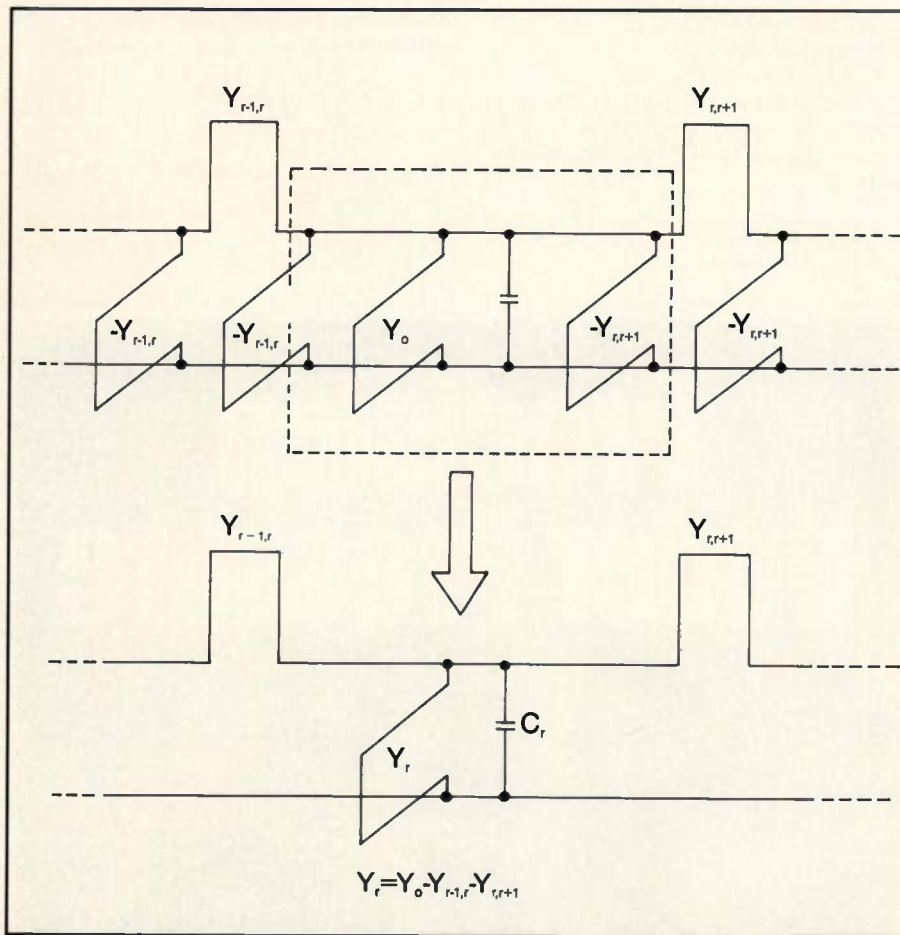 Y_{r-1,r}
Y_{r,r+1}
-Y_{r-1,r}
-Y_{r-1,r}
Y_o
-Y_{r,r+1}
-Y_{r,r+1}
Y_{r-1,r}
Y_{r,r+1}
C_r
Y_r
Y_r=Y_o-Y_{r-1,r}-Y_{r,r+1}